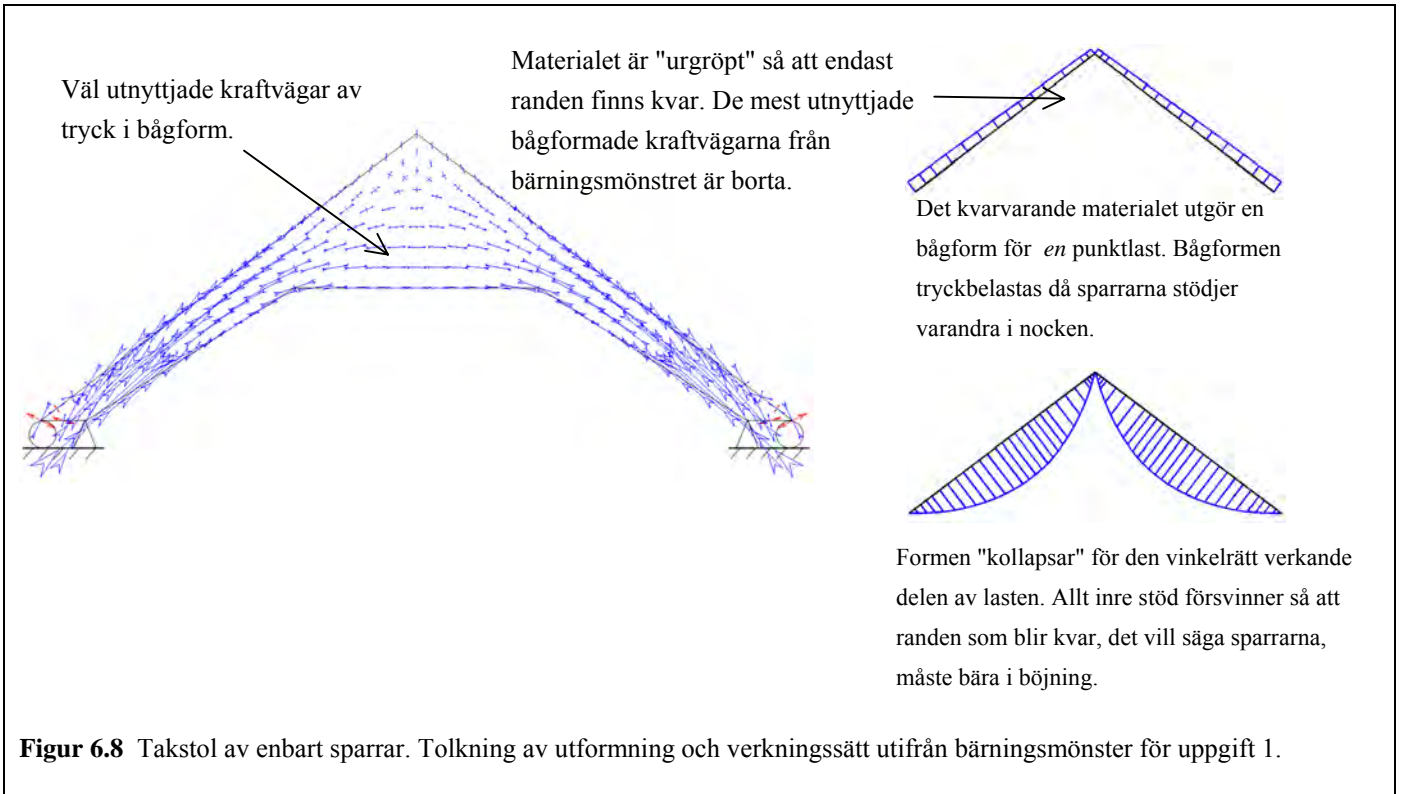 Väl utnyttjade kraftvägar av
tryck i bågform.
Materialet är "urgröpt" så att endast
randen finns kvar. De mest utnyttjade
bågformade kraftvägarna från
bärningsmönstret är borta.
Det kvarvarande materialet utgör en
bågform för en punktlast. Bågformen
tryckbelastas då sparrarna stödjer
varandra i nocken.
Formen "kollapsar" för den vinkelrätt verkande
delen av lasten. Allt inre stöd försvinner så att
randen som blir kvar, det vill säga sparrarna,
måste bära i böjning.
Figur 6.8 Takstol av enbart sparrar. Tolkning av utformning och verkningssätt utifrån bärningsmönster för uppgift 1.